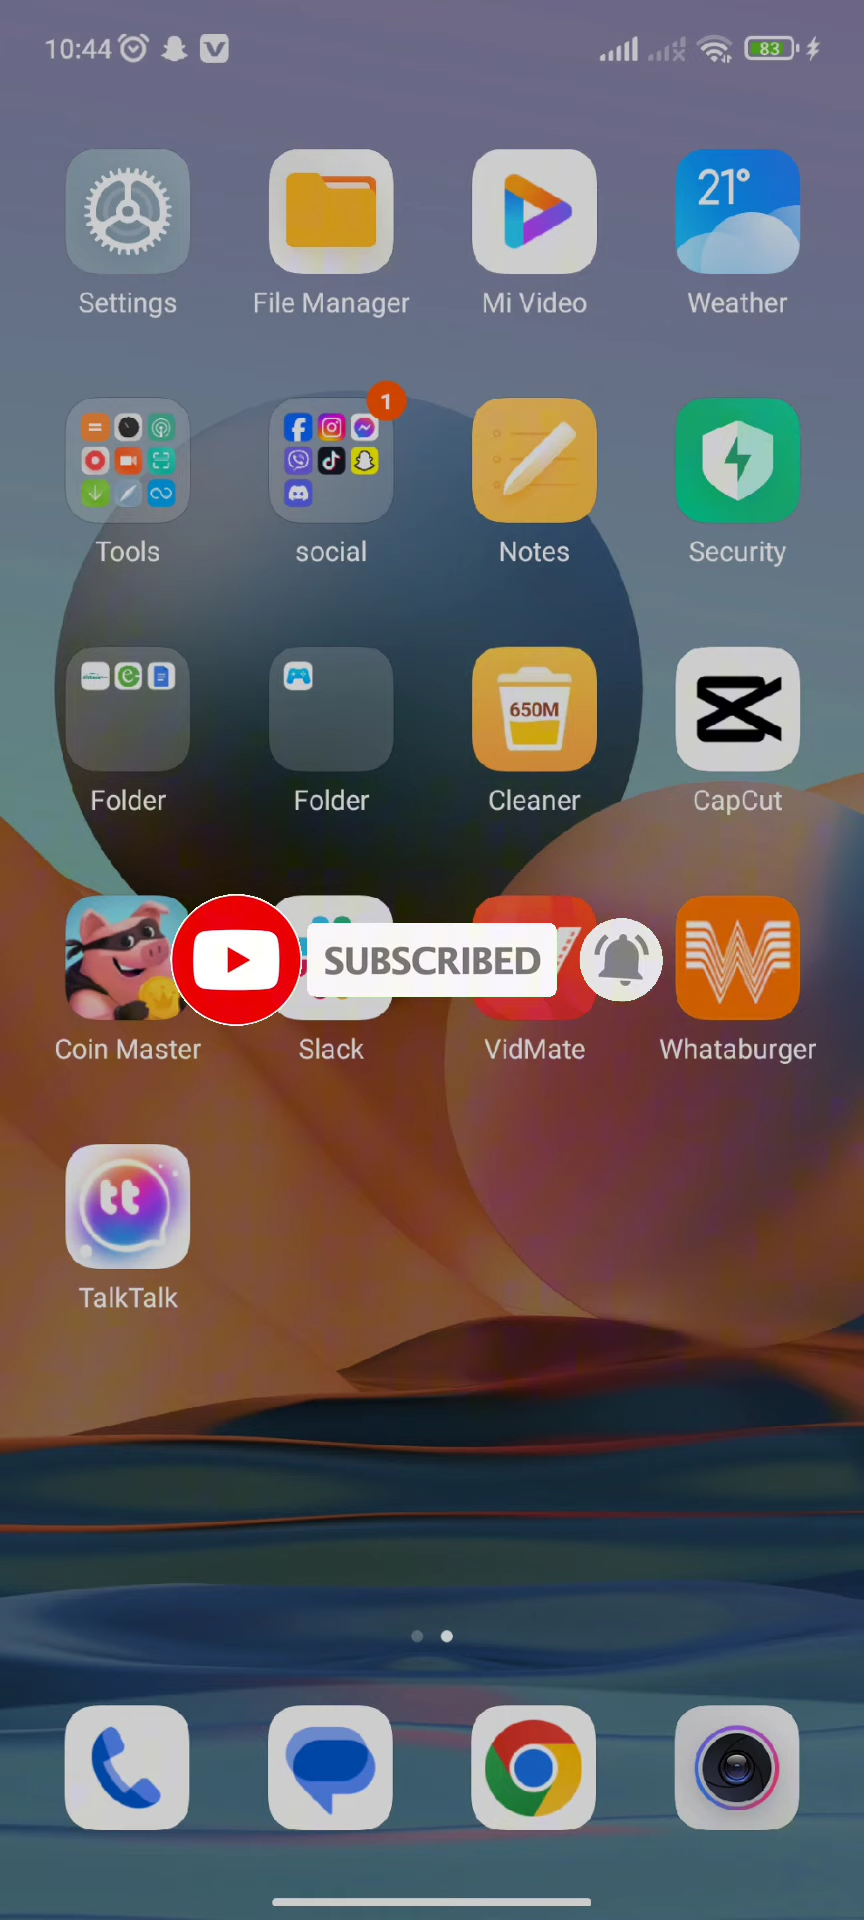 10:44
83
21°
Settings
File Manager
Mi Video
Weather
1
Tools
social
Notes
Security
650M
Folder
Folder
Cleaner
CapCut
SUBSCRIBED
Coin Master
Slack
VidMate
Whataburger
tt
TalkTalk